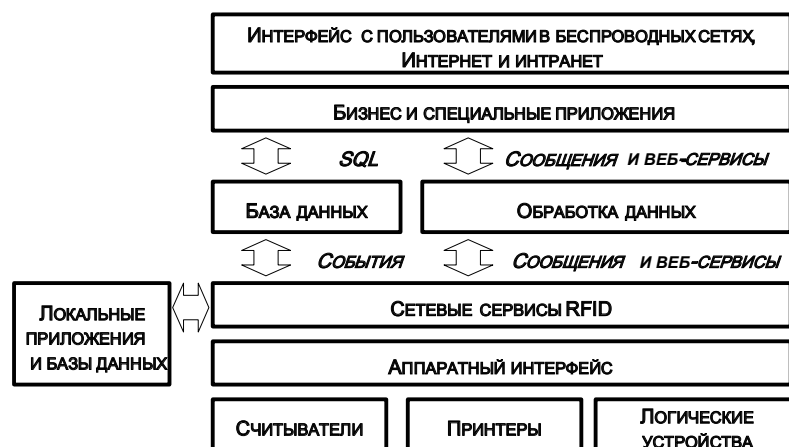 Интерфейс с пользователями в беспроводных сетях,
Интернет и интранет
Бизнес и специальные приложения
SQL
Сообщения и веб-сервисы
База данных
Обработка данных
События
Сообщения и веб-сервисы
Локальные
приложения
и базы данных
Сетевые сервисы RFID
Аппаратный интерфейс
Считыватели
Принтеры
Логические
устройства